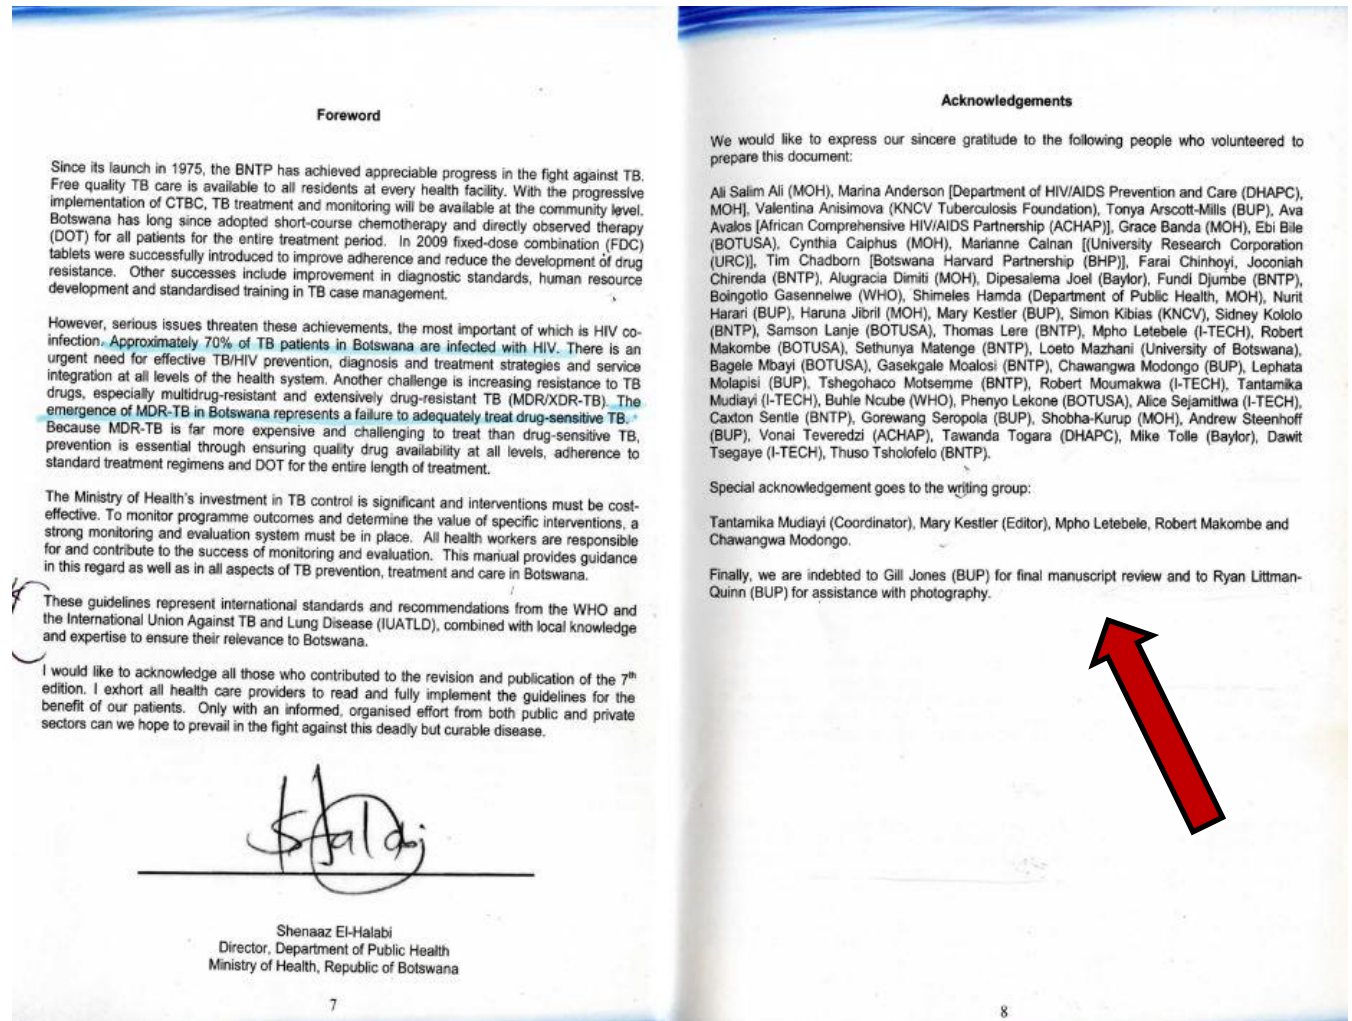 Foreword
Since its launch in 1975, the BNTP has achieved appreciable progress in the fight against TB.
Free quality TB care is available to all residents at every health facility. With the progressive
implementation of CTBC, TB treatment and monitoring will be available at the community level.
Botswana has long since adopted short-course chemotherapy and directly observed therapy
(DOT) for all patients for the entire treatment period. In 2009 fixed-dose combination (FDC)
tablets were successfully introduced to improve adherence and reduce the development of drug
resistance. Other successes include improvement in diagnostic standards, human resource
development and standardised training in TB case management.
However, serious issues threaten these achievements, the most important of which is HIV co-
infection. Approximately 70% of TB patients in Botswana are infected with HIV. There is an
urgent need for effective TB/HIV prevention, diagnosis and treatment strategies and service
integration at all levels of the health system. Another challenge is increasing resistance to TB
drugs, especially multidrug-resistant and extensively drug-resistant TB (MDR/XDR-TB). The
emergence of MDR-TB in Botswana represents a failure to adequately treat drug-sensitive TB.
Because MDR-TB is far more expensive and challenging to treat than drug-sensitive TB,
prevention is essential through ensuring quality drug availability at all levels, adherence to
standard treatment regimens and DOT for the entire length of treatment.
The Ministry of Health's investment in TB control is significant and interventions must be cost-
effective. To monitor programme outcomes and determine the value of specific interventions, a
strong monitoring and evaluation system must be in place. All health workers are responsible
for and contribute to the success of monitoring and evaluation. This manual provides guidance
in this regard as well as in all aspects of TB prevention, treatment and care in Botswana.
These guidelines represent international standards and recommendations from the WHO and
the International Union Against TB and Lung Disease (IUATLD), combined with local knowledge
and expertise to ensure their relevance to Botswana.
I would like to acknowledge all those who contributed to the revision and publication of the 7th
edition. I exhort all health care providers to read and fully implement the guidelines for the
benefit of our patients. Only with an informed, organised effort from both public and private
sectors can we hope to prevail in the fight against this deadly but curable disease.
Shenaaz El-Halabi
Director, Department of Public Health
Ministry of Health, Republic of Botswana
7
Acknowledgements
We would like to express our sincere gratitude to the following people who volunteered to
prepare this document:
Ali Salim Ali (MOH), Marina Anderson [Department of HIV/AIDS Prevention and Care (DHAPC),
MOH], Valentina Anisimova (KNCV Tuberculosis Foundation), Tonya Arscott-Mills (BUP), Ava
Avalos [African Comprehensive HIV/AIDS Partnership (ACHAP)], Grace Banda (MOH), Ebi Bile
(BOTUSA), Cynthia Caiphus (MOH), Marianne Calnan [(University Research Corporation
(URC)], Tim Chadborn [Botswana Harvard Partnership (BHP)], Farai Chinhoyi, Joconiah
Chirenda (BNTP), Alugracia Dimiti (MOH), Dipesalema Joel (Baylor), Fundi Djumbe (BNTP),
Boingotlo Gasennelwe (WHO), Shimeles Hamda (Department of Public Health, MOH), Nurit
Harari (BUP), Haruna Jibril (MOH), Mary Kestler (BUP), Simon Kibias (KNCV), Sidney Kololo
(BNTP), Samson Lanje (BOTUSA), Thomas Lere (BNTP), Mpho Letebele (I-TECH), Robert
Makombe (BOTUSA), Sethunya Matenge (BNTP), Loeto Mazhani (University of Botswana),
Bagele Mbayi (BOTUSA), Gasekgale Moalosi (BNTP), Chawangwa Modongo (BUP), Lephata
Molapisi (BUP), Tshegohaco Motsemme (BNTP), Robert Moumakwa (I-TECH), Tantamika
Mudiayi (I-TECH), Buhle Ncube (WHO), Phenyo Lekone (BOTUSA), Alice Sejamitlwa (I-TECH),
Caxton Sentle (BNTP), Gorewang Seropola (BUP), Shobha-Kurup (MOH), Andrew Steenhoff
(BUP), Vonai Teveredzi (ACHAP), Tawanda Togara (DHAPC), Mike Tolle (Baylor), Dawit
Tsegaye (I-TECH), Thuso Tsholofelo (BNTP).
Special acknowledgement goes to the writing group:
Tantamika Mudiayi (Coordinator), Mary Kestler (Editor), Mpho Letebele, Robert Makombe and
Chawangwa Modongo.
Finally, we are indebted to Gill Jones (BUP) for final manuscript review and to Ryan Littman-
Quinn (BUP) for assistance with photography.
8